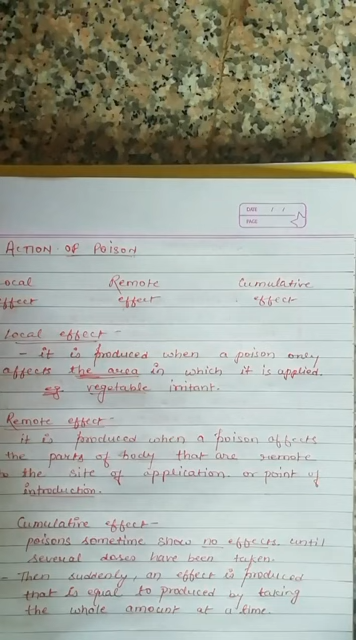 DATE / /
PAGE
ACTION OF POISON
ocal Remote Cumulative
ffect effect effect
Local effect -
- it is produced when a poison only
affects the area in which it is applied.
eg. vegetable irritant.
Remote effect -
it is produced when a poison affects
the parts of body that are remote
the site of application or point of
introduction.
Cumulative effect -
poisons sometime show no effects until
several doses have been taken.
- Then suddenly, an effect is produced
that is equal to produced by taking
the whole amount at a time.